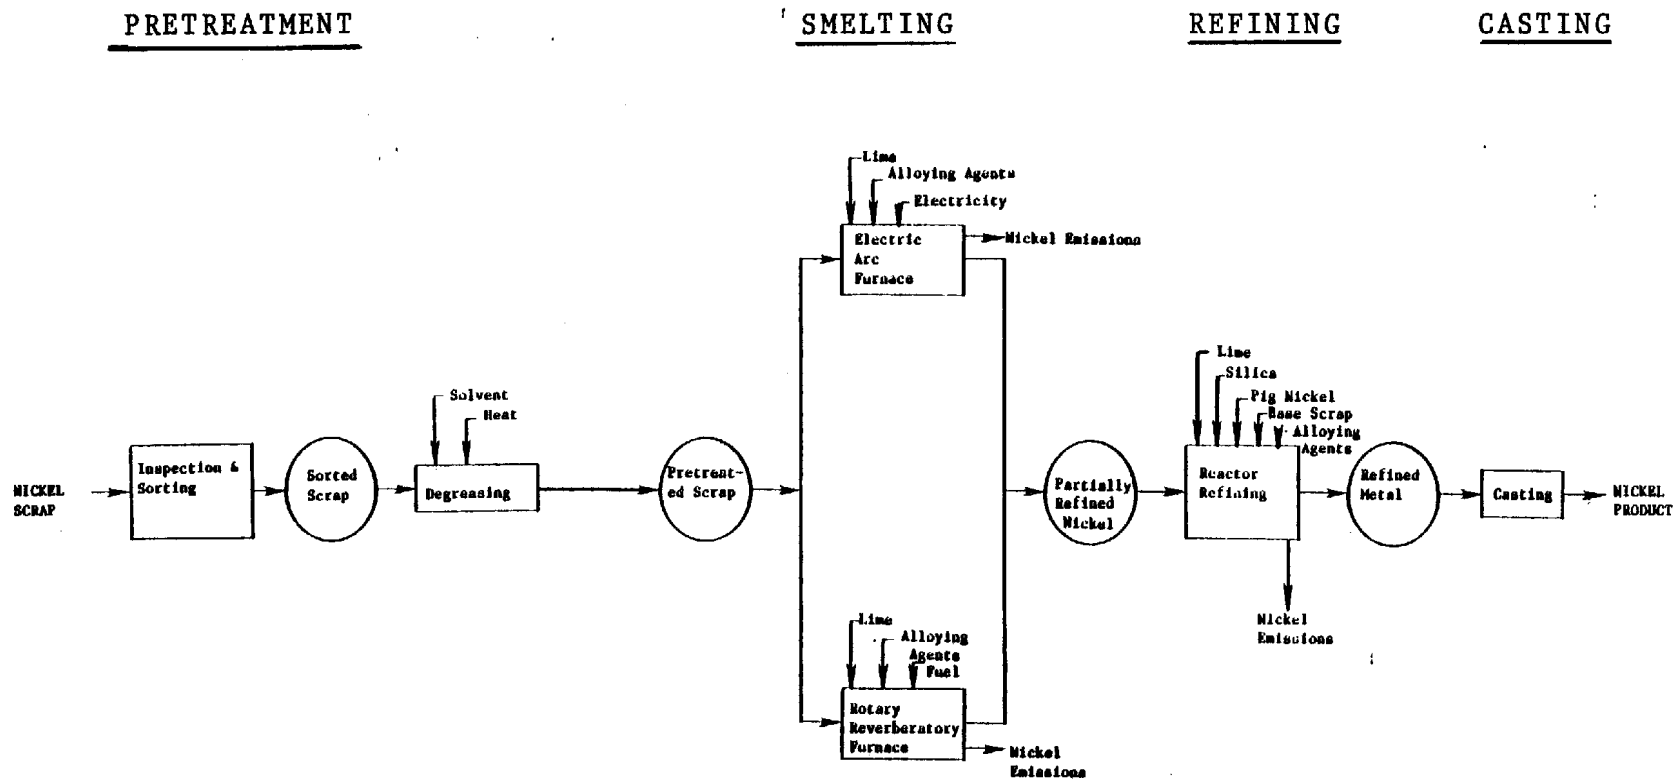 PRETREATMENT
SMELTING
REFINING
CASTING
Lime
Alloying Agents
Electricity
Electric
Arc
Furnace
Nickel Emissions
Lime
Silica
Pig Nickel
Base Scrap
Alloying
Agents
Solvent
Heat
NICKEL
SCRAP
Inspection &
Sorting
Sorted
Scrap
Degreasing
Pretreat-
ed Scrap
Partially
Refined
Nickel
Reactor
Refining
Refined
Metal
Casting
NICKEL
PRODUCT
Nickel
Emissions
Lime
Alloying
Agents
Fuel
Rotary
Reverberatory
Furnace
Nickel
Emissions